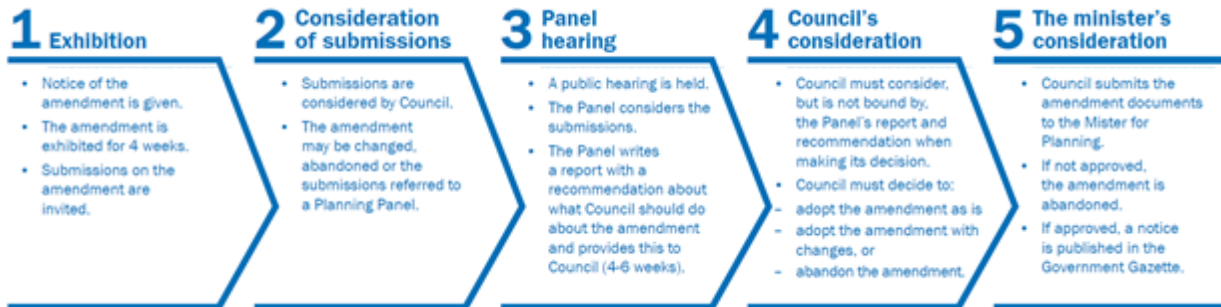 1 Exhibition
• Notice of the
amendment is given.
• The amendment is
exhibited for 4 weeks.
• Submissions on the
amendment are
invited.
2 Consideration
of submissions
• Submissions are
considered by Council.
• The amendment
may be changed,
abandoned or the
submissions referred to
a Planning Panel.
3 Panel
hearing
• A public hearing is held.
• The Panel considers the
submissions.
• The Panel writes
a report with a
recommendation about
what Council should do
about the amendment
and provides this to
Council (4-6 weeks).
4 Council's
consideration
• Council must consider,
but is not bound by,
the Panel's report and
recommendation when
making its decision.
• Council must decide to:
– adopt the amendment as is
– adopt the amendment with
changes, or
– abandon the amendment.
5 The minister's
consideration
• Council submits the
amendment documents
to the Mister for
Planning.
• If not approved,
the amendment is
abandoned.
• If approved, a notice
is published in the
Government Gazette.